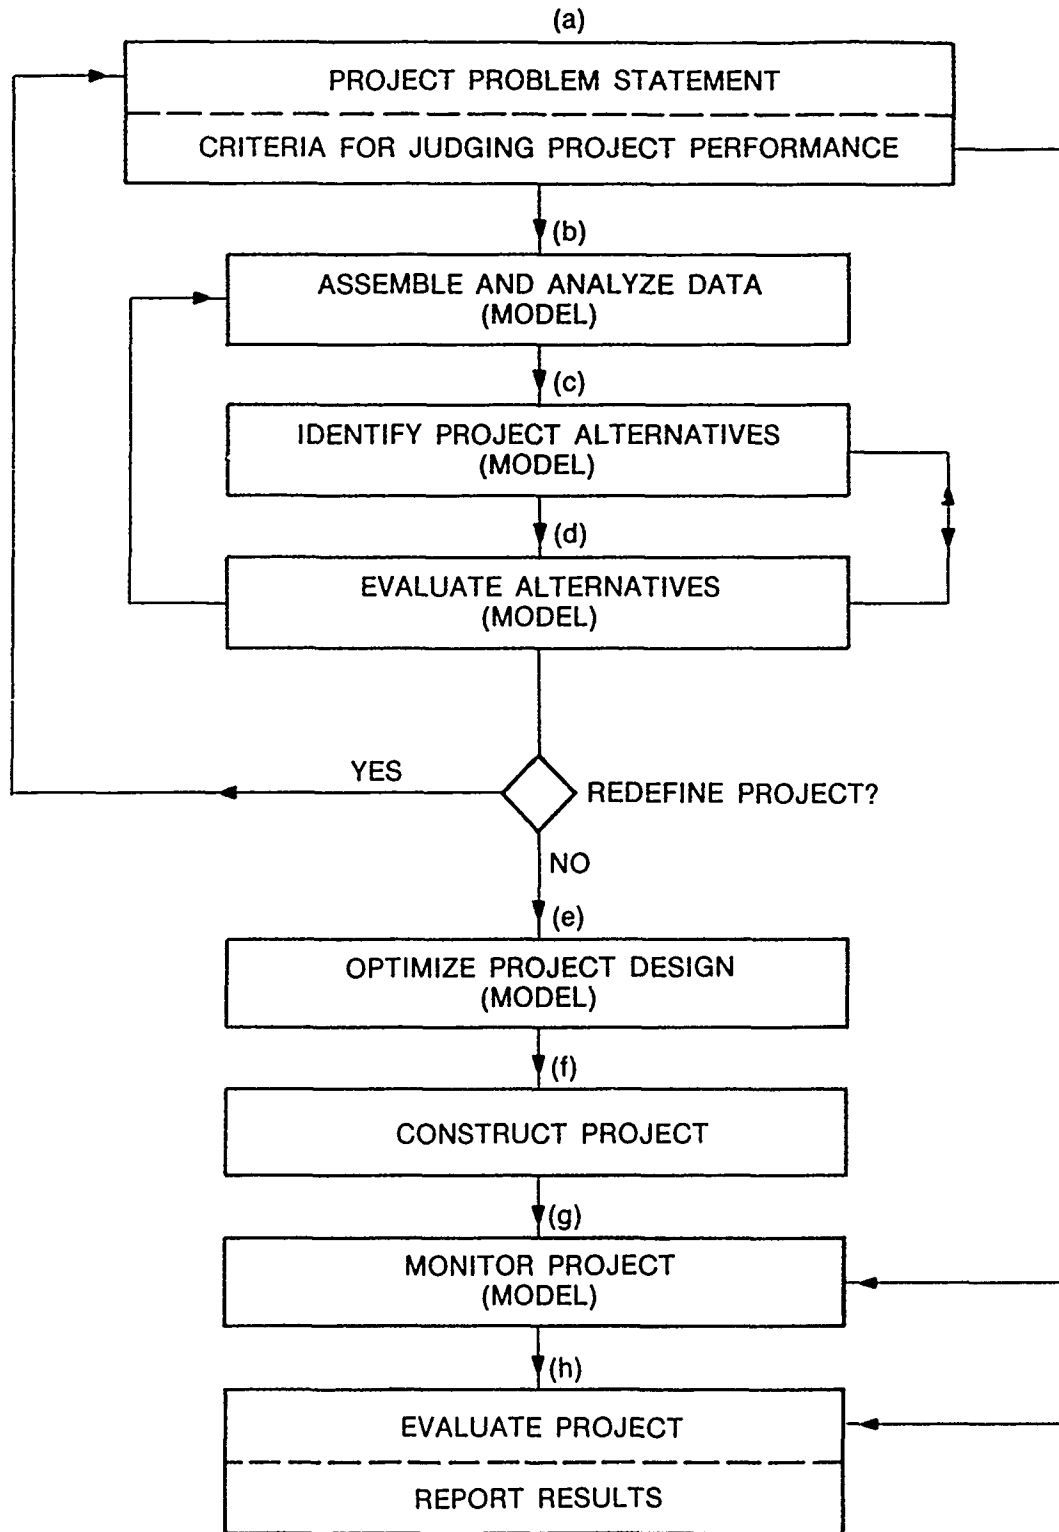 (a)
PROJECT PROBLEM STATEMENT
CRITERIA FOR JUDGING PROJECT PERFORMANCE
(b)
ASSEMBLE AND ANALYZE DATA
(MODEL)
(c)
IDENTIFY PROJECT ALTERNATIVES
(MODEL)
(d)
EVALUATE ALTERNATIVES
(MODEL)
YES
REDEFINE PROJECT?
NO
(e)
OPTIMIZE PROJECT DESIGN
(MODEL)
(f)
CONSTRUCT PROJECT
(g)
MONITOR PROJECT
(MODEL)
(h)
EVALUATE PROJECT
REPORT RESULTS